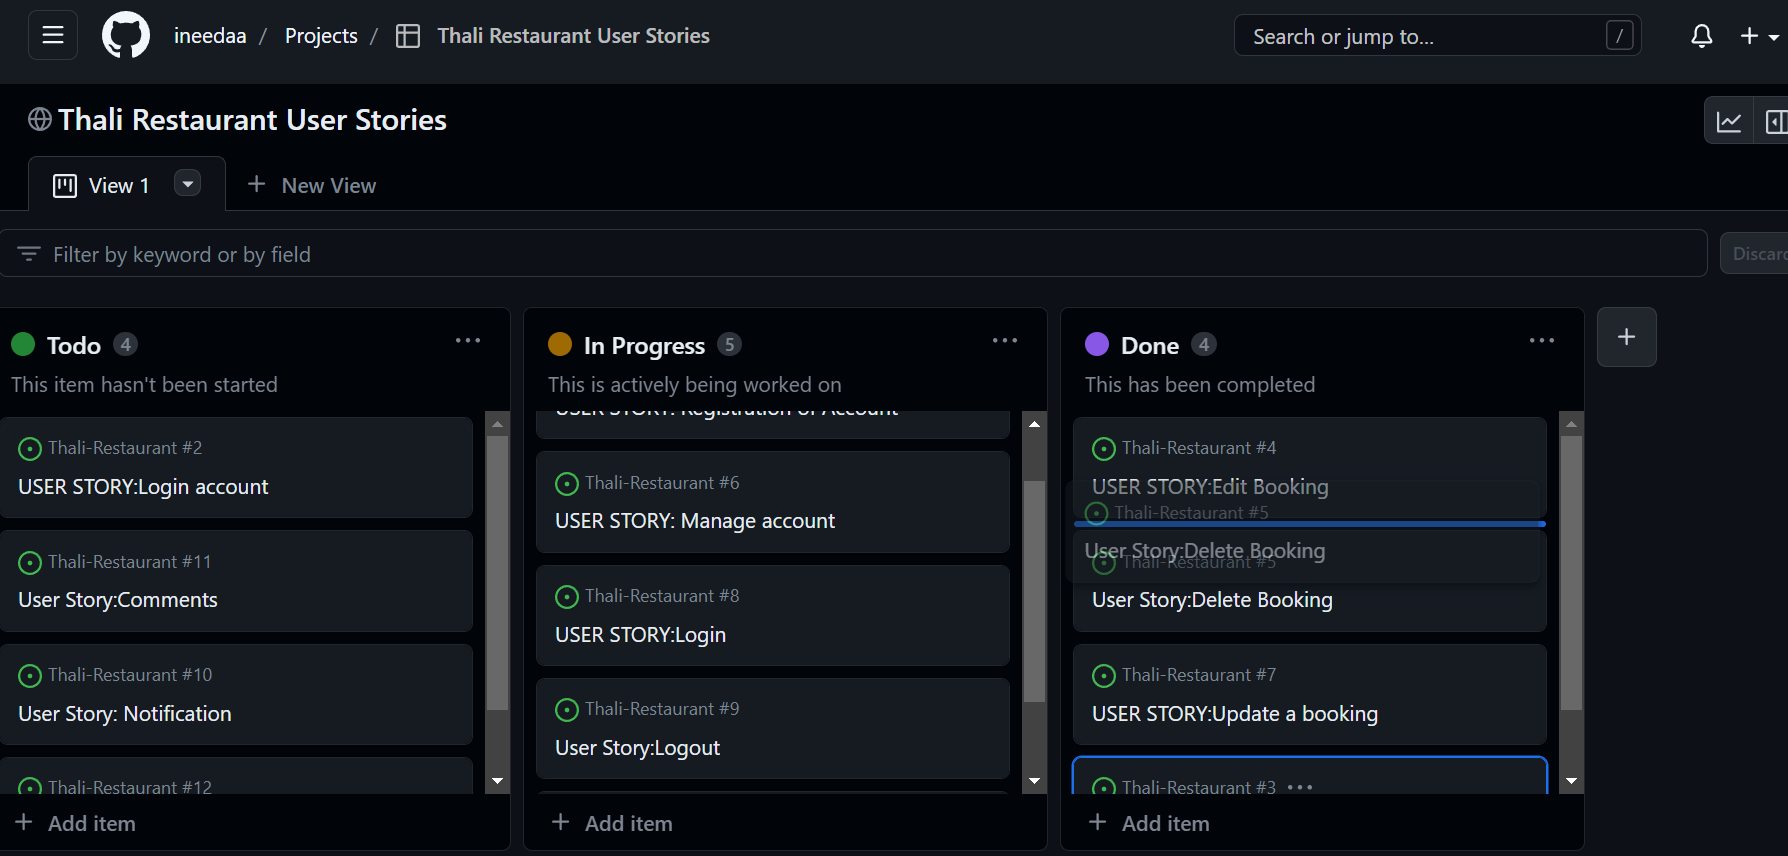 ineedaa / Projects / Thali Restaurant User Stories
Search or jump to... /
Thali Restaurant User Stories
View 1
New View
Filter by keyword or by field
Todo 4
This item hasn't been started
Thali-Restaurant #2
USER STORY:Login account
Thali-Restaurant #11
User Story:Comments
Thali-Restaurant #10
User Story: Notification
Thali-Restaurant #12
Add item
In Progress 5
This is actively being worked on
USER STORY: Registration of Account
Thali-Restaurant #6
USER STORY: Manage account
Thali-Restaurant #8
USER STORY:Login
Thali-Restaurant #9
User Story:Logout
Add item
Done 4
This has been completed
Thali-Restaurant #4
USER STORY:Edit Booking
Thali-Restaurant #5
User Story:Delete Booking
Thali-Restaurant #5
User Story:Delete Booking
Thali-Restaurant #7
USER STORY:Update a booking
Thali-Restaurant #3
Add item